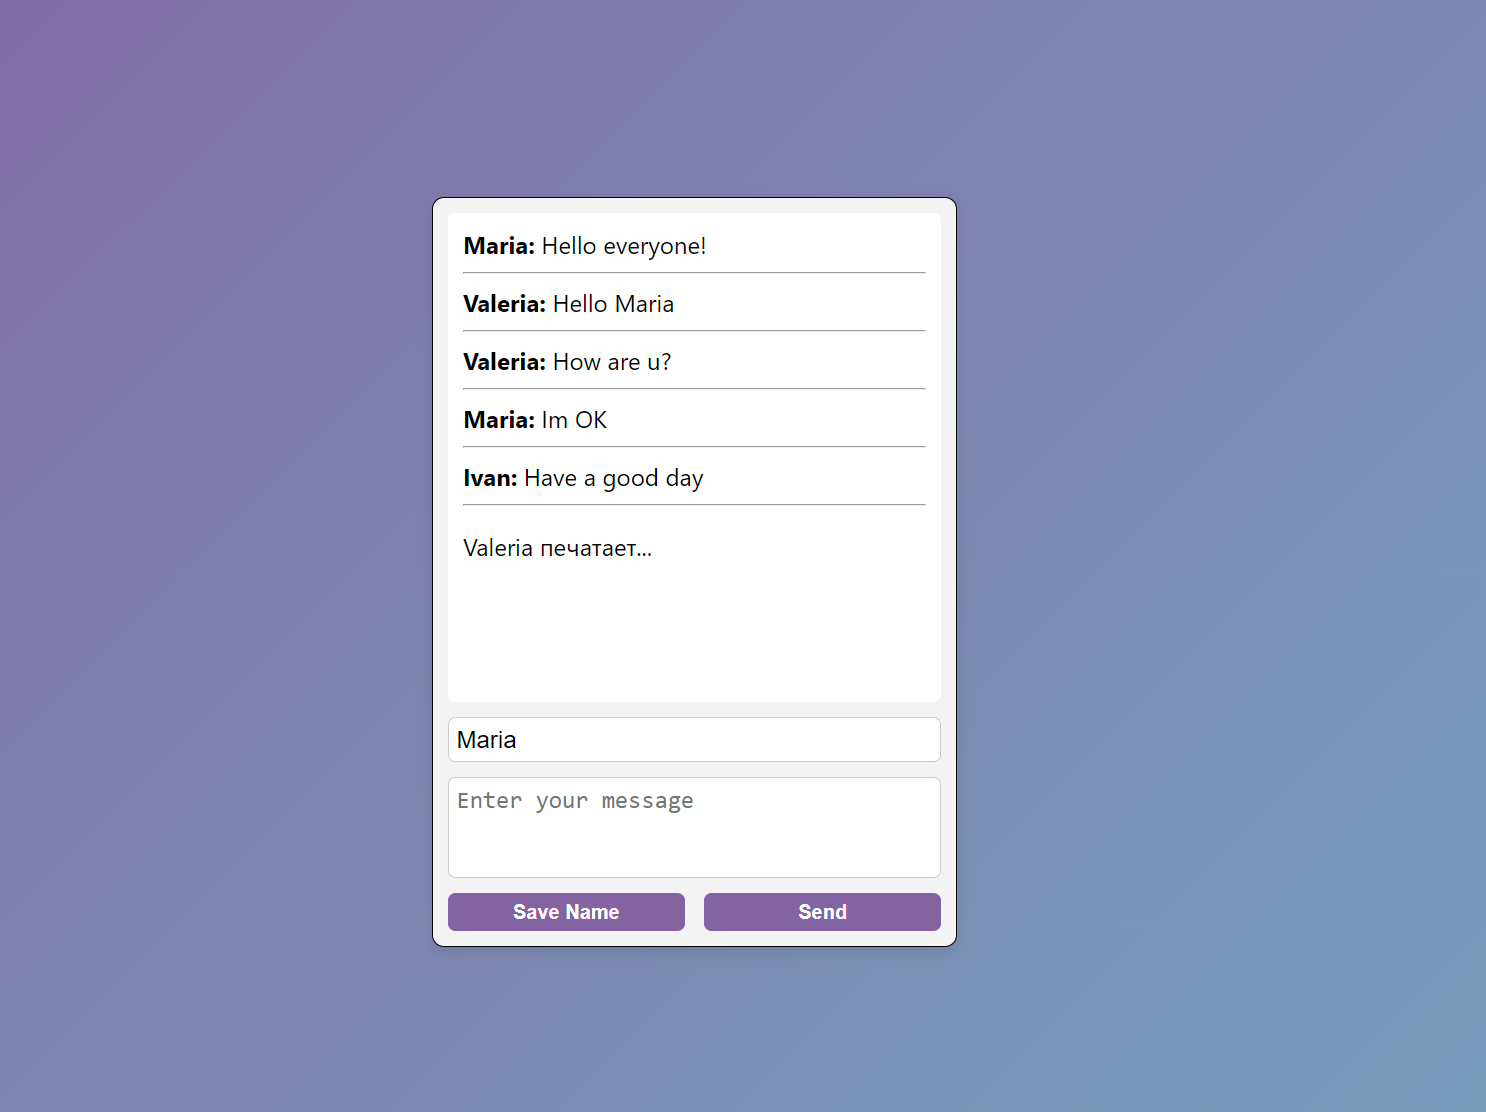 Maria: Hello everyone!
Valeria: Hello Maria
Valeria: How are u?
Maria: Im OK
Ivan: Have a good day
Valeria печатает...
Maria
Enter your message
Save Name
Send